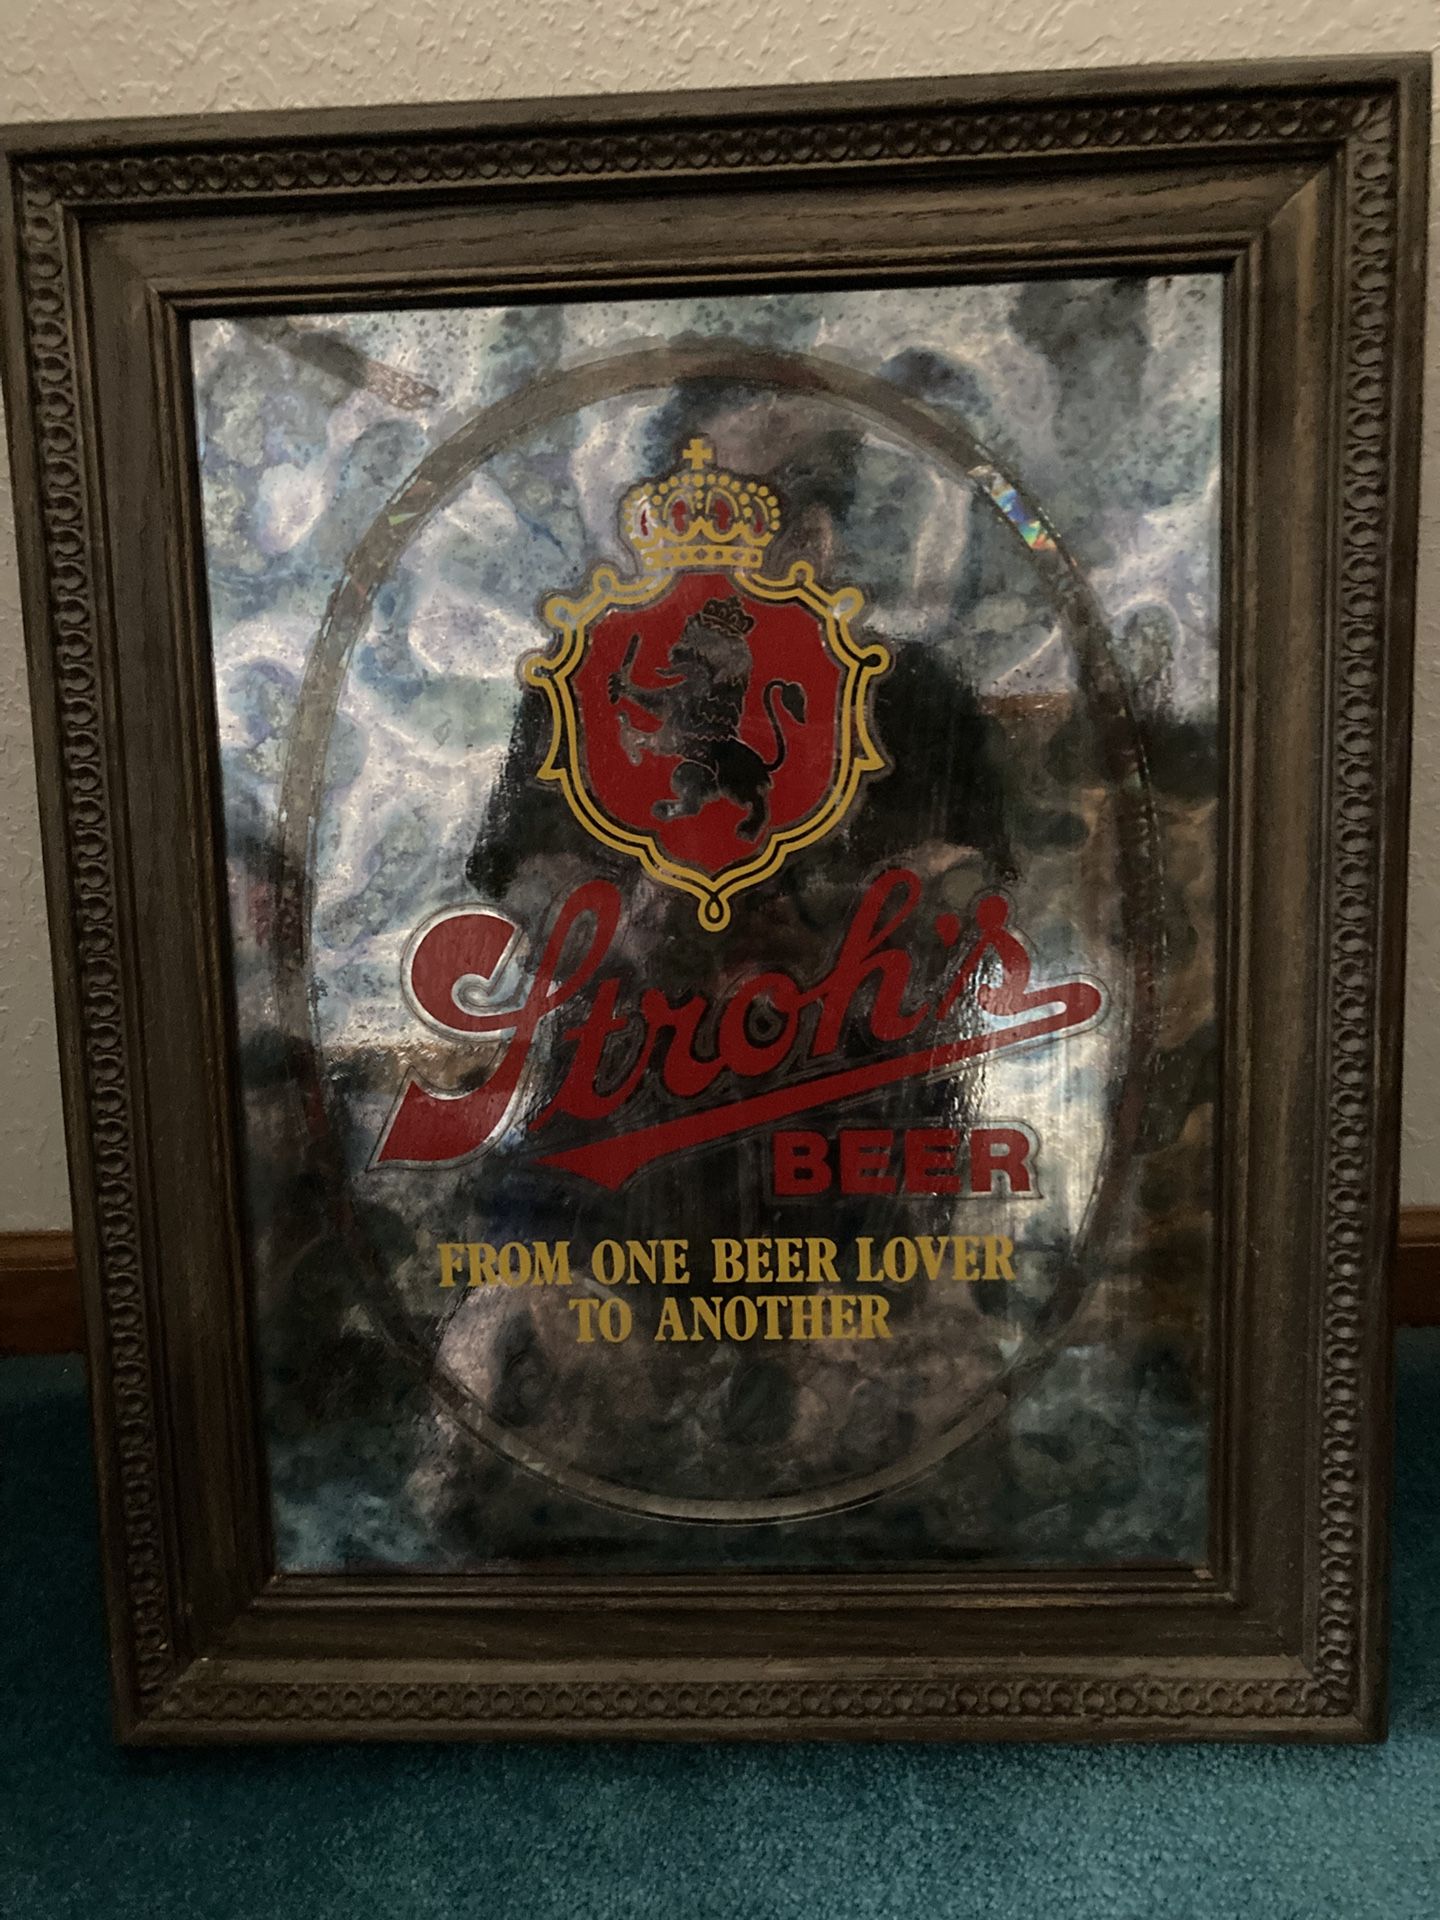 Stroh's
BEER
FROM ONE BEER LOVER
TO ANOTHER